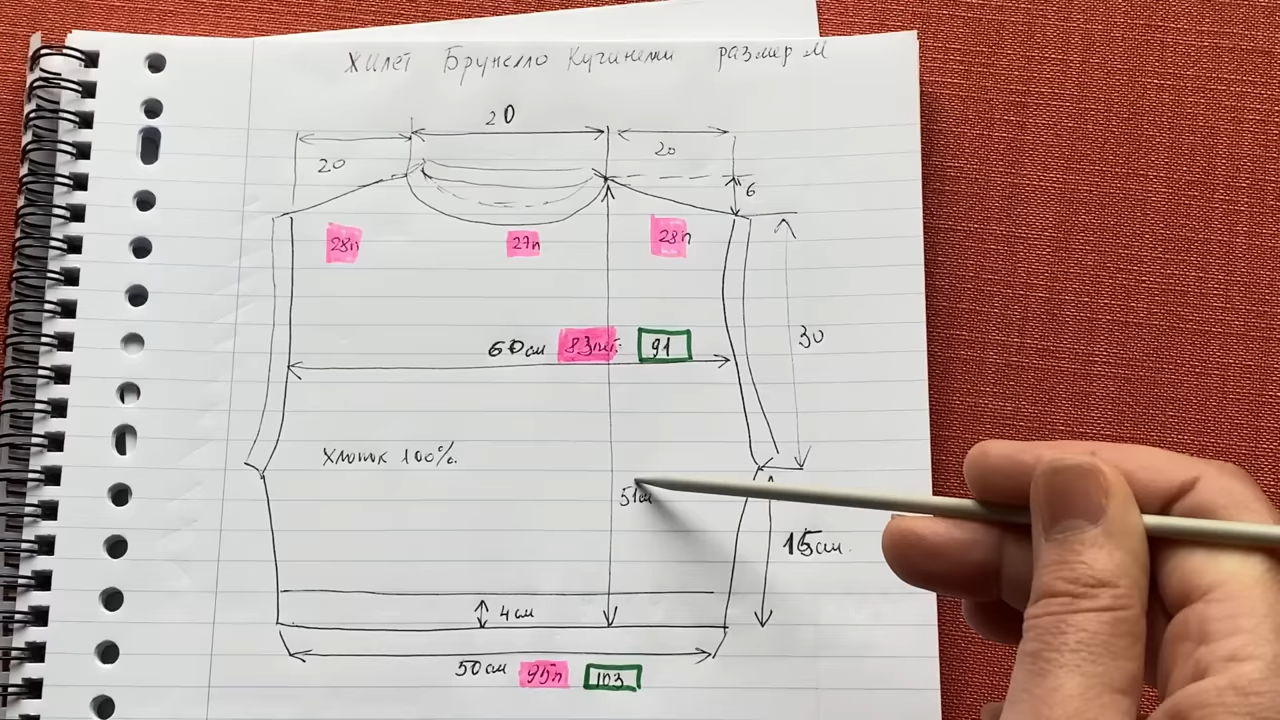 Жилет Брунелло Кучинелли размер М
20
20
20
6
28п
27п
28п
30
60см 83пет. 91
хлопок 100%.
51см
15см.
4см
50см 95п 103